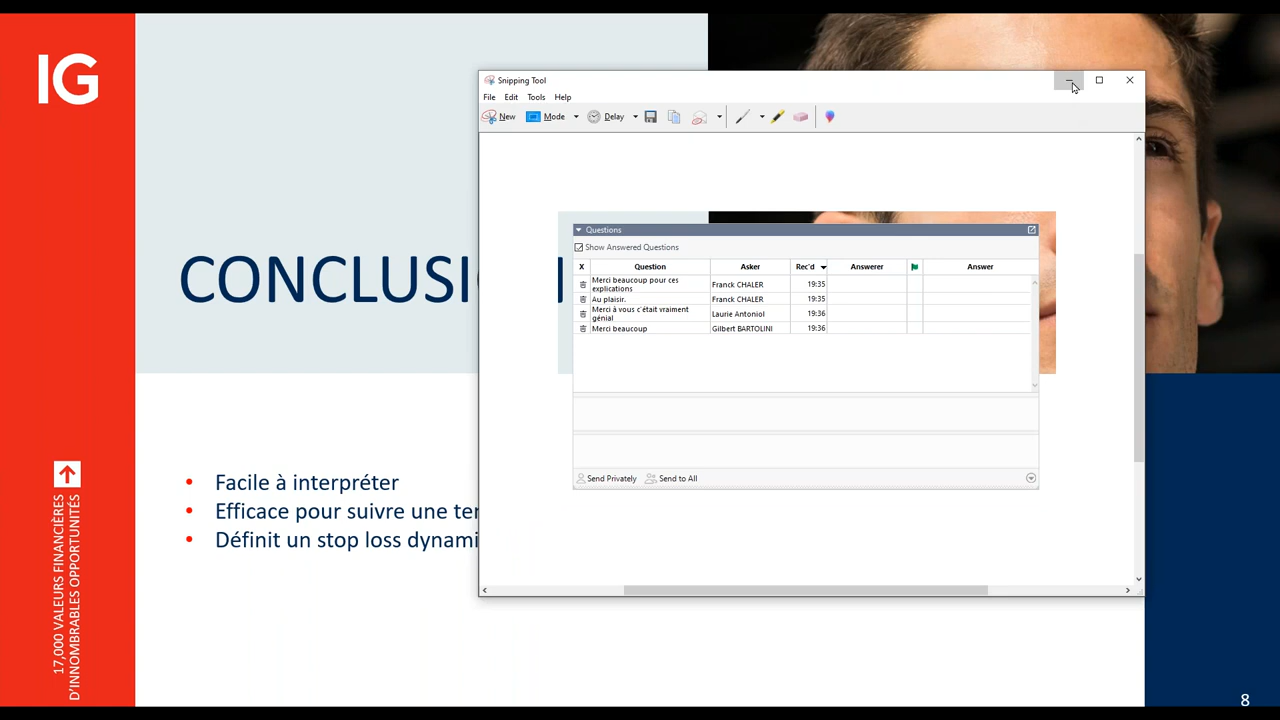 IG
17,000 VALEURS FINANCIÈRES
D'INNOMBRABLES OPPORTUNITÉS
CONCLUSI
Facile à interpréter
Efficace pour suivre une
Définit un stop loss
Snipping Tool
File Edit Tools Help
New Mode Delay
Questions
Show Answered Questions
X Question Asker Rec'd Answerer Answer
Merci beaucoup pour ces
explications Franck CHALER 19:35
Au plaisir. Franck CHALER 19:35
Merci à vous c'était vraiment
génial Laurie Antoniol 19:36
Merci beaucoup Gilbert BARTOLINI 19:36
Send Privately Send to All
8